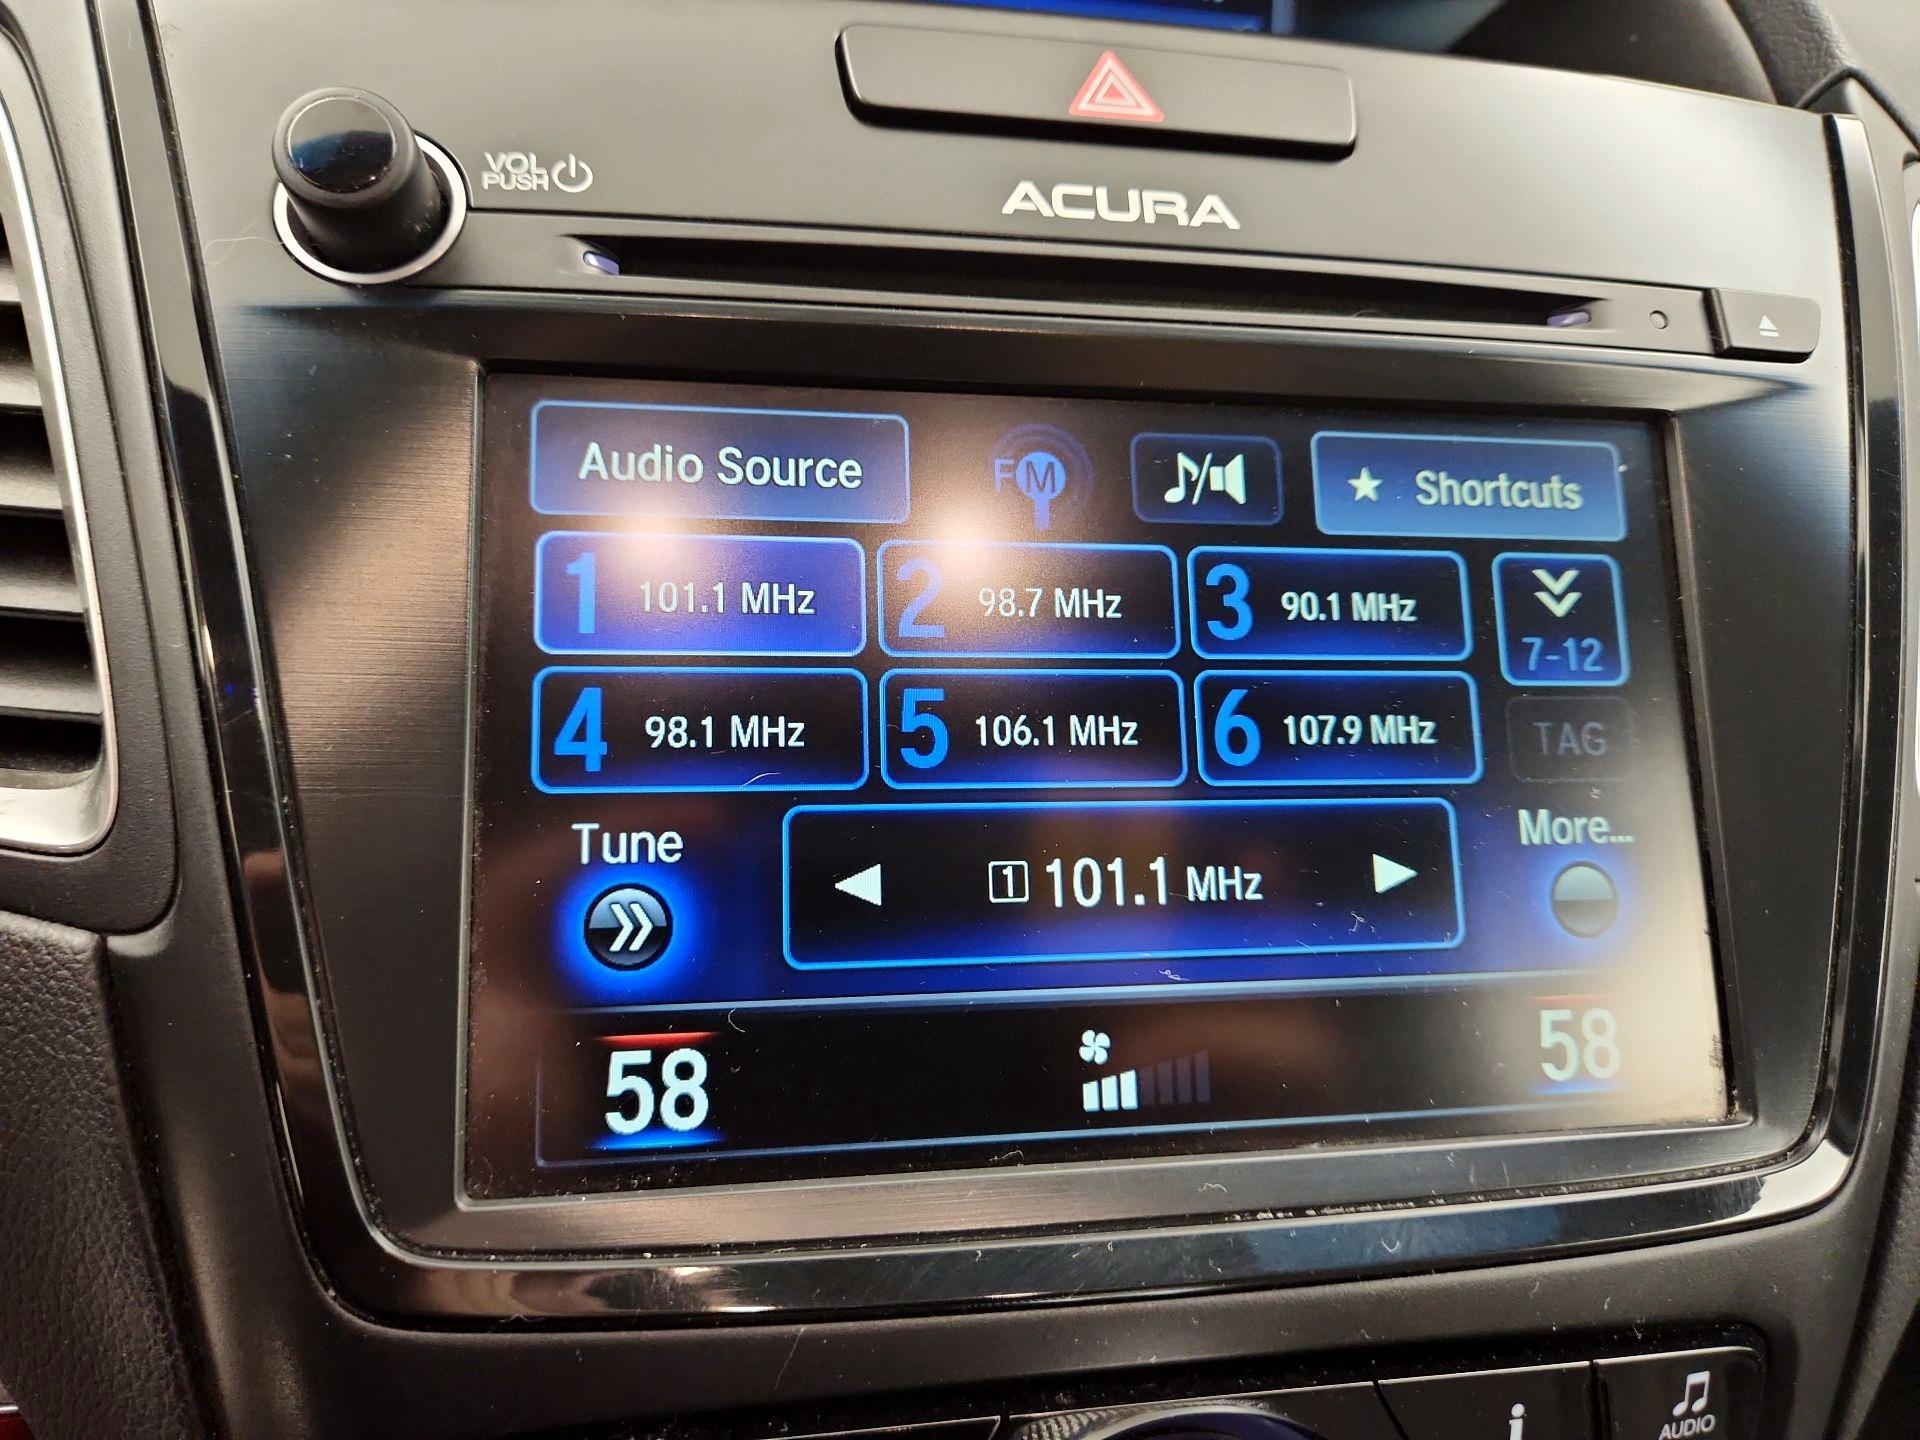 VOL
PUSH
ACURA
Audio Source
FM
Shortcuts
1 101.1 MHz
2 98.7 MHz
3 90.1 MHz
7-12
4 98.1 MHz
5 106.1 MHz
6 107.9 MHz
TAG
Tune
1 101.1 MHz
More...
58
58
i
AUDIO